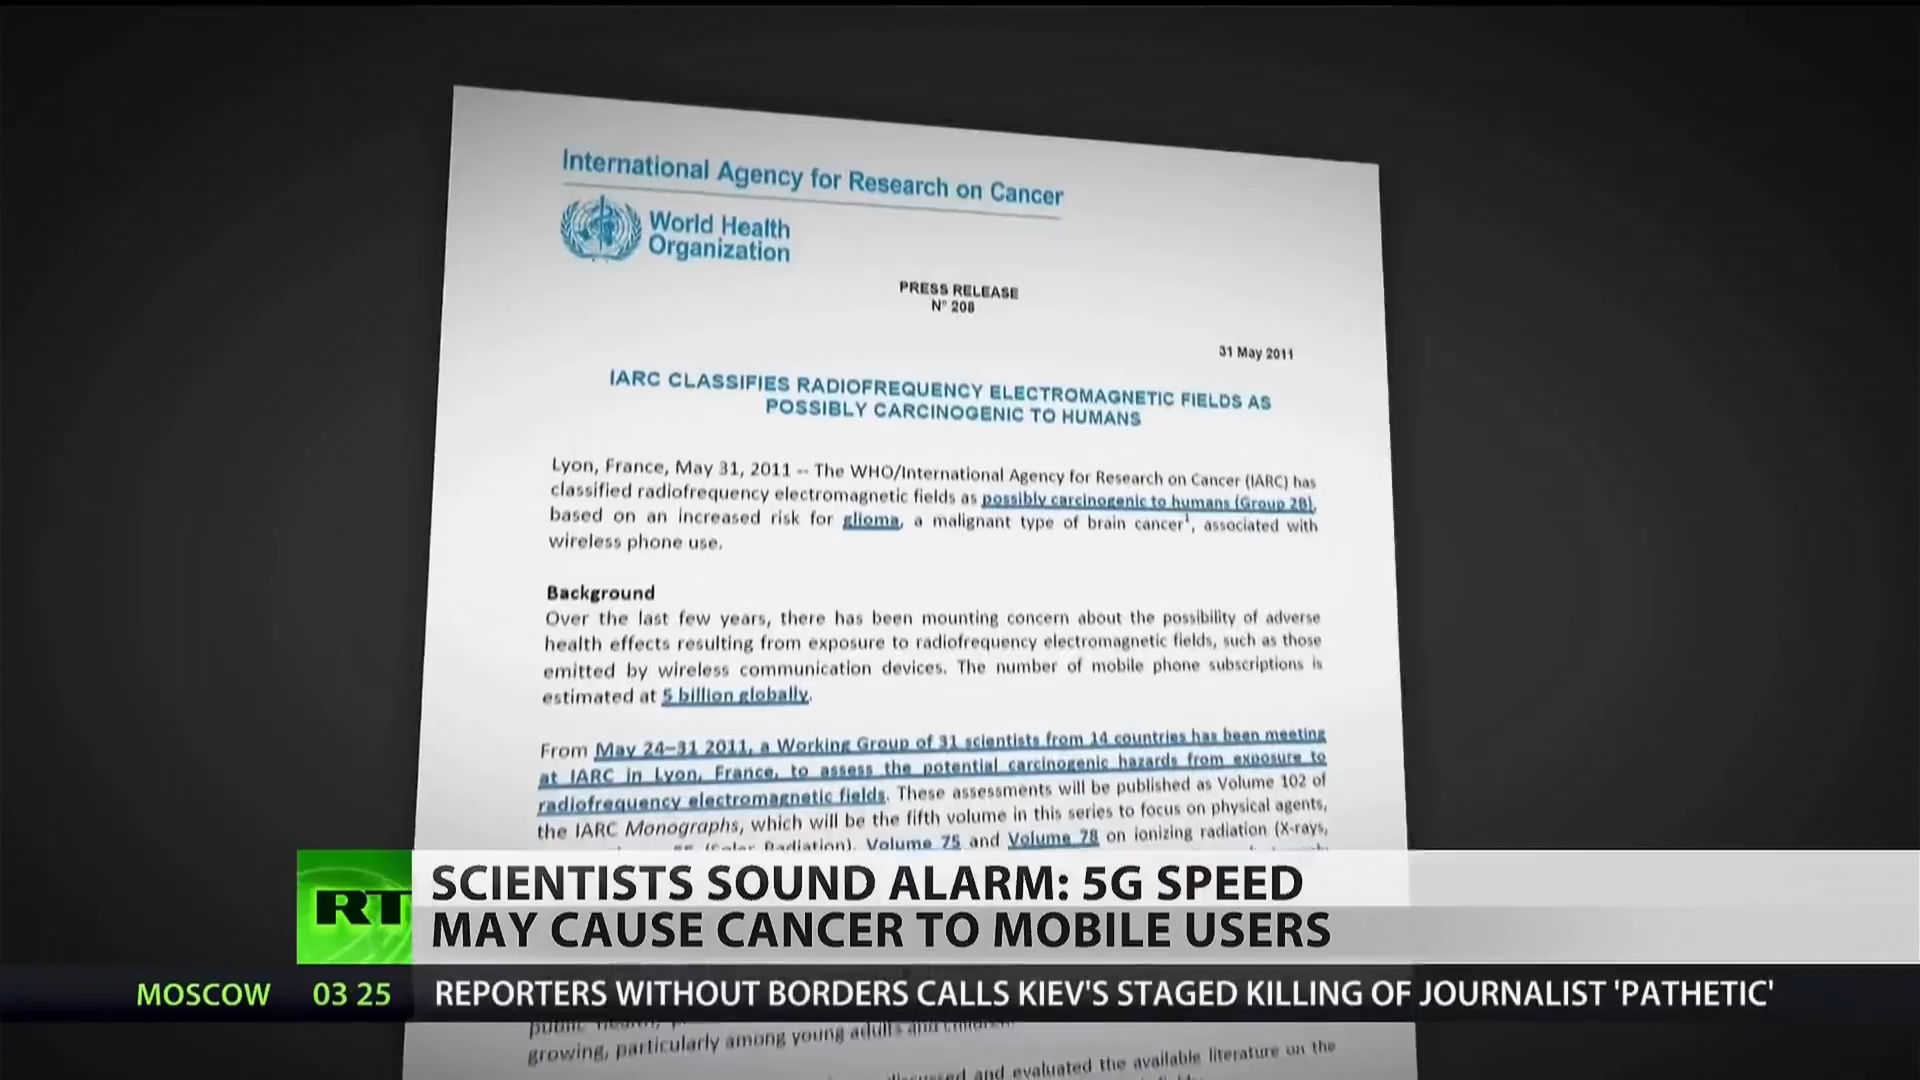 International Agency for Research on Cancer
World Health
Organization
PRESS RELEASE
N° 208
31 May 2011
IARC CLASSIFIES RADIOFREQUENCY ELECTROMAGNETIC FIELDS AS
POSSIBLY CARCINOGENIC TO HUMANS
Lyon, France, May 31, 2011 -- The WHO/International Agency for Research on Cancer (IARC) has
classified radiofrequency electromagnetic fields as possibly carcinogenic to humans (Group 2B),
based on an increased risk for glioma, a malignant type of brain cancer¹, associated with
wireless phone use.
Background
Over the last few years, there has been mounting concern about the possibility of adverse
health effects resulting from exposure to radiofrequency electromagnetic fields, such as those
emitted by wireless communication devices. The number of mobile phone subscriptions is
estimated at 5 billion globally.
From May 24–31 2011, a Working Group of 31 scientists from 14 countries has been meeting
at IARC in Lyon, France, to assess the potential carcinogenic hazards from exposure to
radiofrequency electromagnetic fields. These assessments will be published as Volume 102 of
the IARC Monographs, which will be the fifth volume in this series to focus on physical agents,
(Solar Radiation), Volume 75 and Volume 78 on ionizing radiation (X-rays,
RT
SCIENTISTS SOUND ALARM: 5G SPEED
MAY CAUSE CANCER TO MOBILE USERS
MOSCOW 03 25 REPORTERS WITHOUT BORDERS CALLS KIEV'S STAGED KILLING OF JOURNALIST 'PATHETIC'
public health,
growing, particularly among young adults and children.
discussed and evaluated the available literature on the